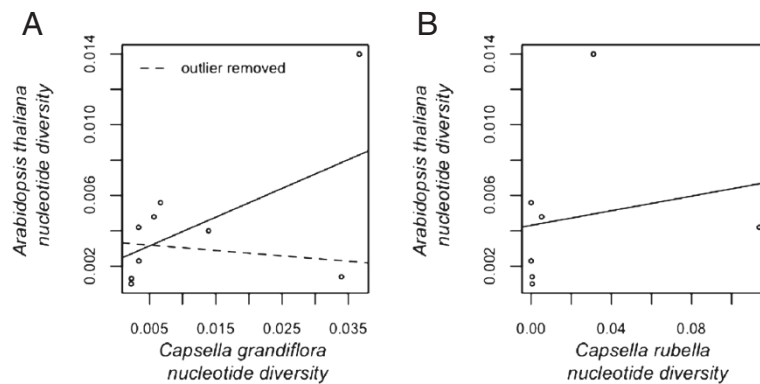 A
Arabidopsis thaliana
nucleotide diversity
0.002
0.006
0.010
0.014
outlier removed
0.005
0.015
0.025
0.035
Capsella grandiflora
nucleotide diversity
B
Arabidopsis thaliana
nucleotide diversity
0.002
0.006
0.010
0.014
0.00
0.04
0.08
Capsella rubella
nucleotide diversity